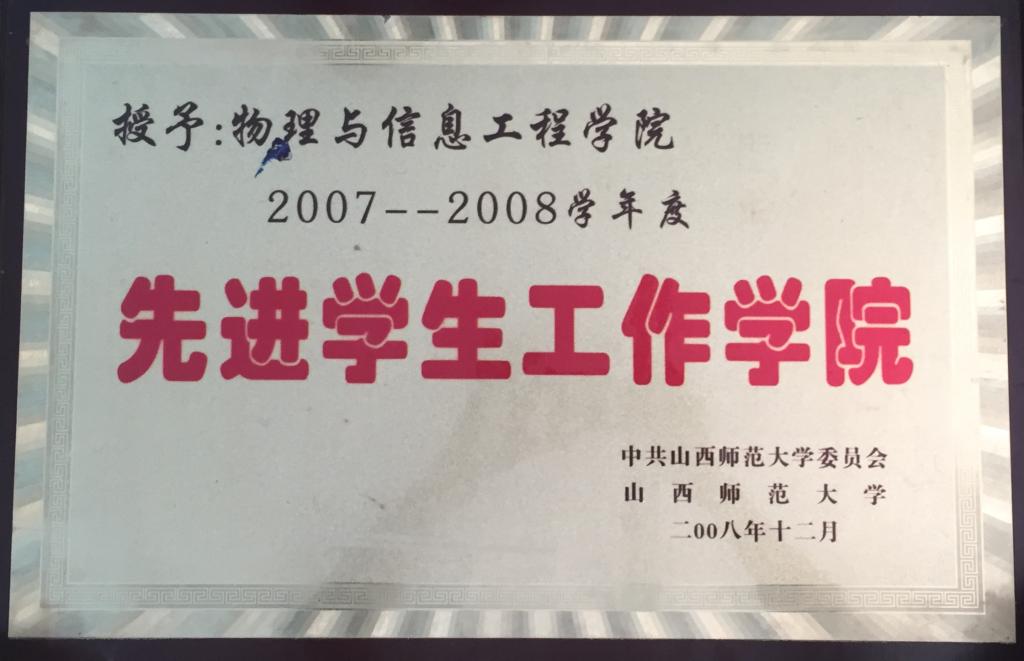 授予:物理与信息工程学院
2007--2008学年度
先进学生工作学院
中共山西师范大学委员会
山西师范大学
二00八年十二月